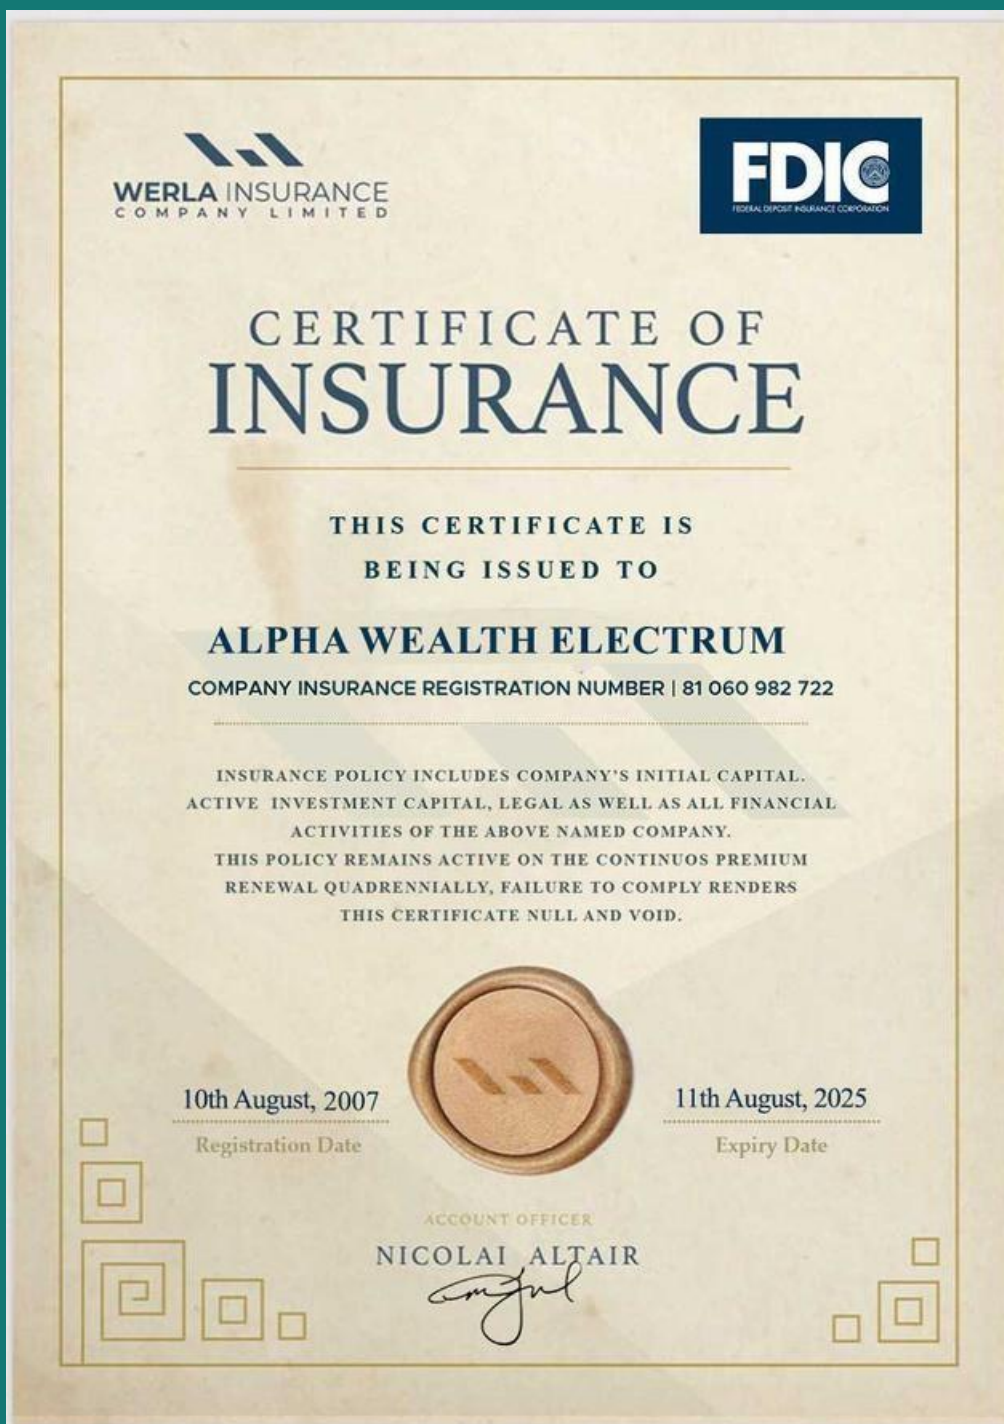 WERLA INSURANCE
COMPANY LIMITED
FDIC
FEDERAL DEPOSIT INSURANCE CORPORATION
CERTIFICATE OF
INSURANCE
THIS CERTIFICATE IS
BEING ISSUED TO
ALPHA WEALTH ELECTRUM
COMPANY INSURANCE REGISTRATION NUMBER | 81 060 982 722
INSURANCE POLICY INCLUDES COMPANY'S INITIAL CAPITAL.
ACTIVE INVESTMENT CAPITAL, LEGAL AS WELL AS ALL FINANCIAL
ACTIVITIES OF THE ABOVE NAMED COMPANY.
THIS POLICY REMAINS ACTIVE ON THE CONTINUOS PREMIUM
RENEWAL QUADRENNIALLY, FAILURE TO COMPLY RENDERS
THIS CERTIFICATE NULL AND VOID.
10th August, 2007
Registration Date
11th August, 2025
Expiry Date
ACCOUNT OFFICER
NICOLAI ALTAIR